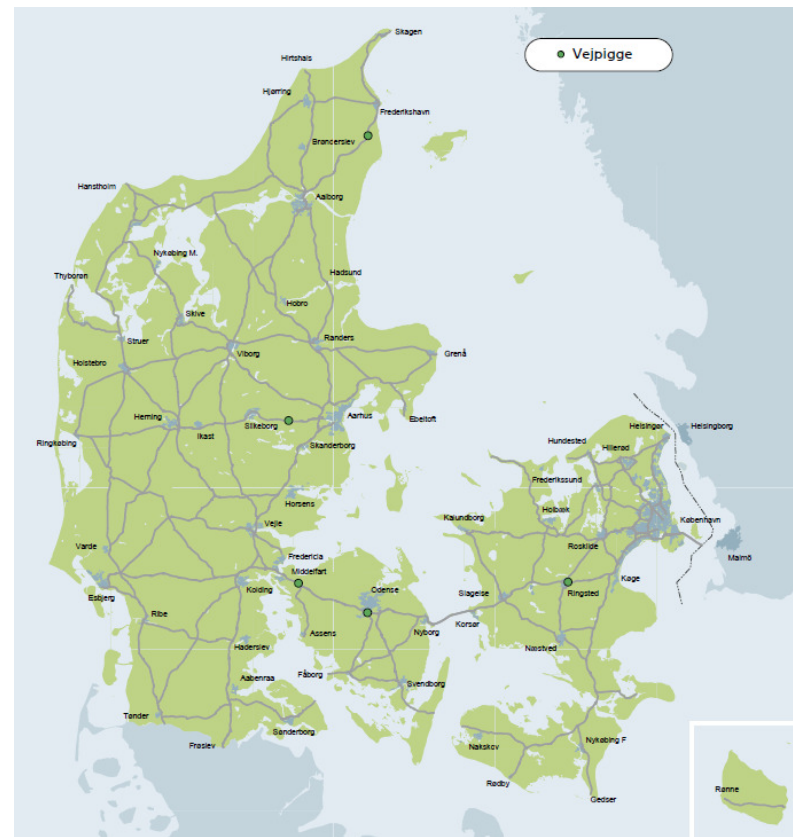 Skagen
Vejpigge
Hirtshals
Hjørring
Frederikshavn
Brøncerslev
Hanstholm
Aalborg
Nykøbing M.
Thyborøn
Hadsund
Hobro
Skive
Struer
Randers
Viborg
Grenå
Holstebro
Herning
Silkeborg
Aarhus
Ebeltoft
Ikast
Ringkøbing
Skanderborg
Helsingør
Helsingborg
Hundested
Hillerød
Frederikssund
Horsens
Holbæk
Kalundborg
København
Vejle
Roskilde
Varde
Malmö
Fredericia
Middelfart
Køge
Esbjerg
Kolding
Odense
Slagelse
Ringsted
Ribe
Nyborg
Korsør
Assens
Haderslev
Næstved
Fåborg
Aabenraa
Svendborg
Tønder
Sønderborg
Frøslev
Nakskov
Nykøbing F
Rødby
Gedser
Rønne